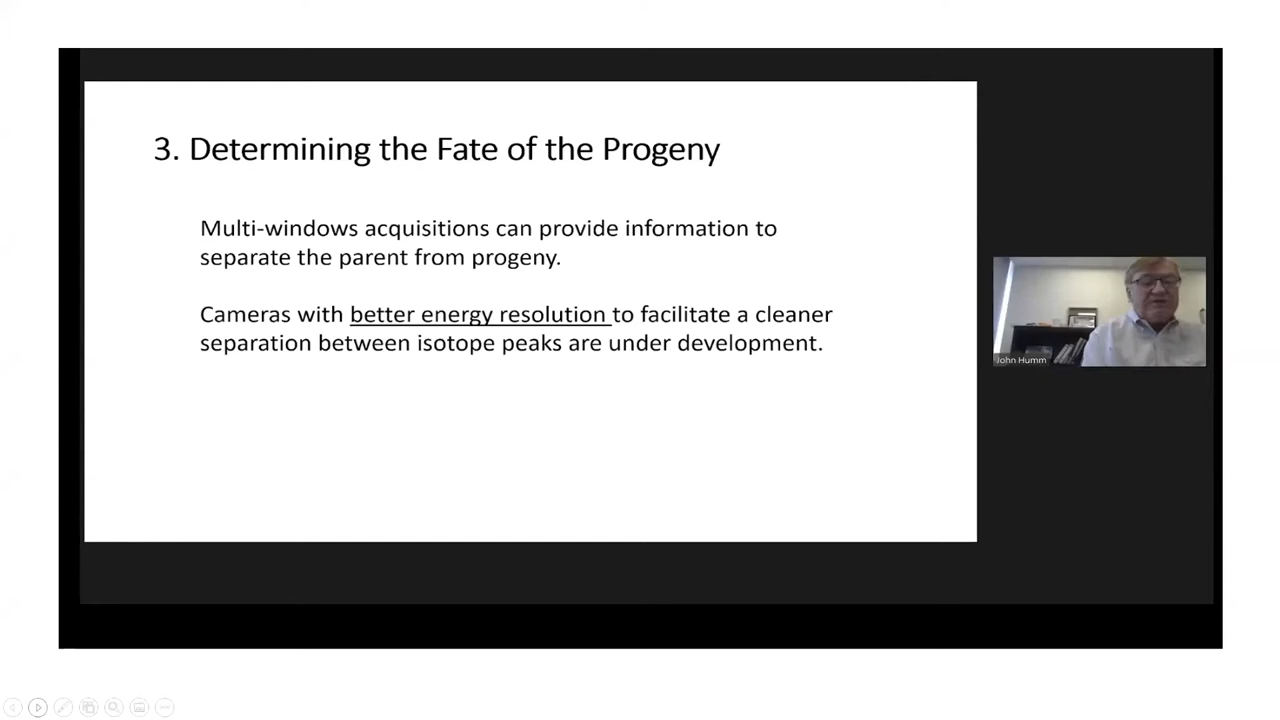 3. Determining the Fate of the Progeny
Multi-windows acquisitions can provide information to
separate the parent from progeny.
Cameras with better energy resolution to facilitate a cleaner
separation between isotope peaks are under development.
John Humm